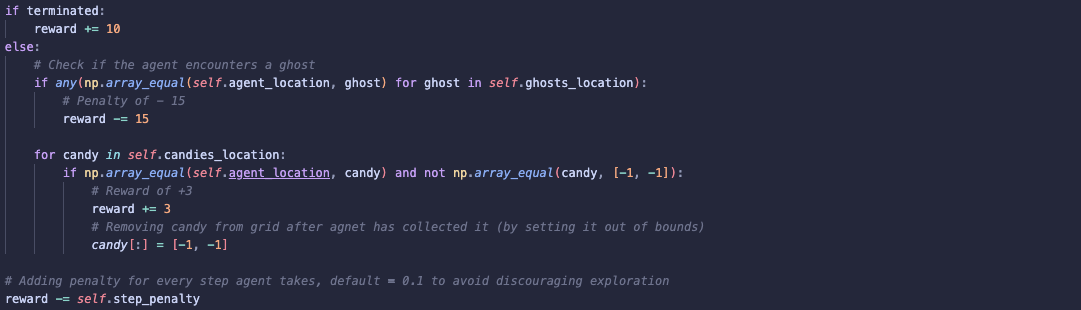 if terminated:
    reward += 10
else:
    # Check if the agent encounters a ghost
    if any(np.array_equal(self.agent_location, ghost) for ghost in self.ghosts_location):
        # Penalty of - 15
        reward -= 15

    for candy in self.candies_location:
        if np.array_equal(self.agent_location, candy) and not np.array_equal(candy, [-1, -1]):
            # Reward of +3
            reward += 3
            # Removing candy from grid after agnet has collected it (by setting it out of bounds)
            candy[:] = [-1, -1]

# Adding penalty for every step agent takes, default = 0.1 to avoid discouraging exploration
reward -= self.step_penalty